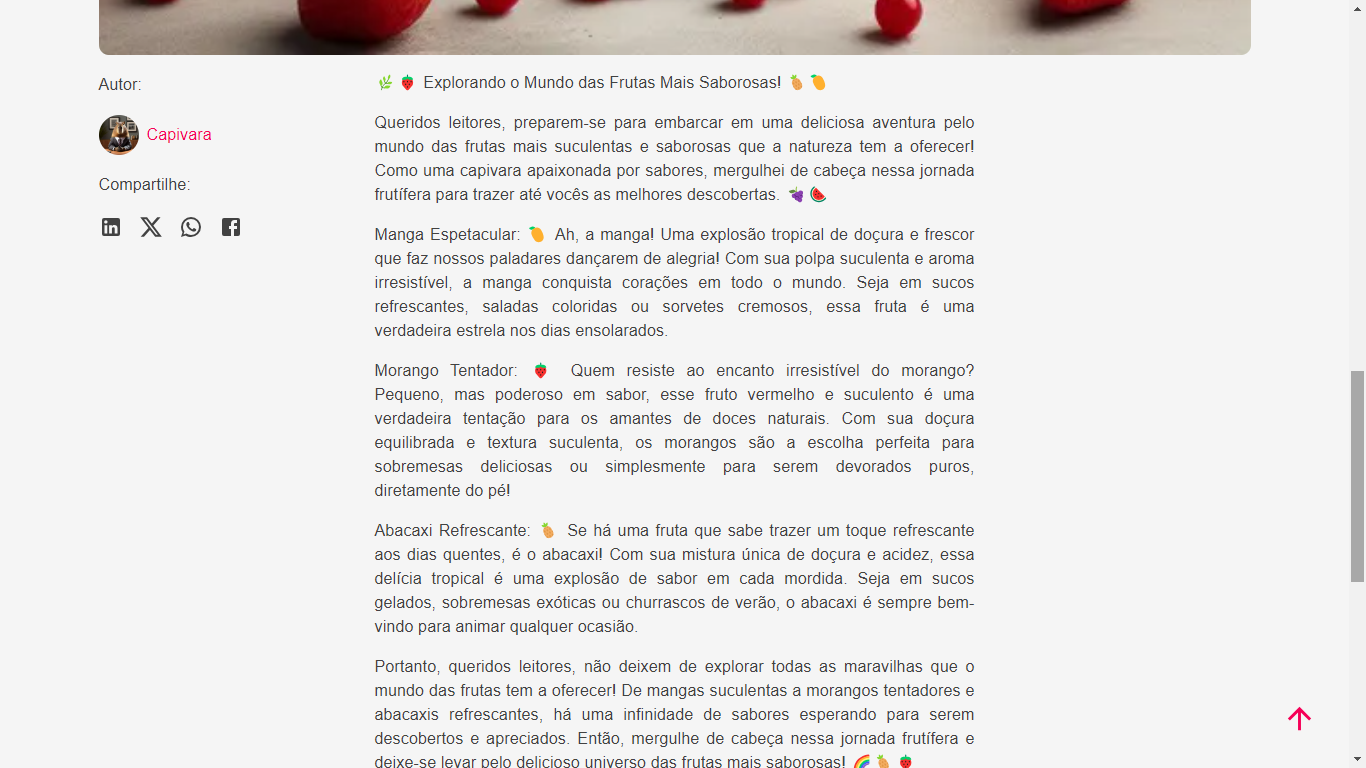 Autor:
Capivara
Compartilhe:
🌿🍓 Explorando o Mundo das Frutas Mais Saborosas! 🍍🥭
Queridos leitores, preparem-se para embarcar em uma deliciosa aventura pelo
mundo das frutas mais suculentas e saborosas que a natureza tem a oferecer!
Como uma capivara apaixonada por sabores, mergulhei de cabeça nessa jornada
frutífera para trazer até vocês as melhores descobertas. 🍇🍉
Manga Espetacular: 🥭 Ah, a manga! Uma explosão tropical de doçura e frescor
que faz nossos paladares dançarem de alegria! Com sua polpa suculenta e aroma
irresistível, a manga conquista corações em todo o mundo. Seja em sucos
refrescantes, saladas coloridas ou sorvetes cremosos, essa fruta é uma
verdadeira estrela nos dias ensolarados.
Morango Tentador: 🍓 Quem resiste ao encanto irresistível do morango?
Pequeno, mas poderoso em sabor, esse fruto vermelho e suculento é uma
verdadeira tentação para os amantes de doces naturais. Com sua doçura
equilibrada e textura suculenta, os morangos são a escolha perfeita para
sobremesas deliciosas ou simplesmente para serem devorados puros,
diretamente do pé!
Abacaxi Refrescante: 🍍 Se há uma fruta que sabe trazer um toque refrescante
aos dias quentes, é o abacaxi! Com sua mistura única de doçura e acidez, essa
delícia tropical é uma explosão de sabor em cada mordida. Seja em sucos
gelados, sobremesas exóticas ou churrascos de verão, o abacaxi é sempre bem-
vindo para animar qualquer ocasião.
Portanto, queridos leitores, não deixem de explorar todas as maravilhas que o
mundo das frutas tem a oferecer! De mangas suculentas a morangos tentadores e
abacaxis refrescantes, há uma infinidade de sabores esperando para serem
descobertos e apreciados. Então, mergulhe de cabeça nessa jornada frutífera e
deixe-se levar pelo delicioso universo das frutas mais saborosas! 🌈🍍🍓